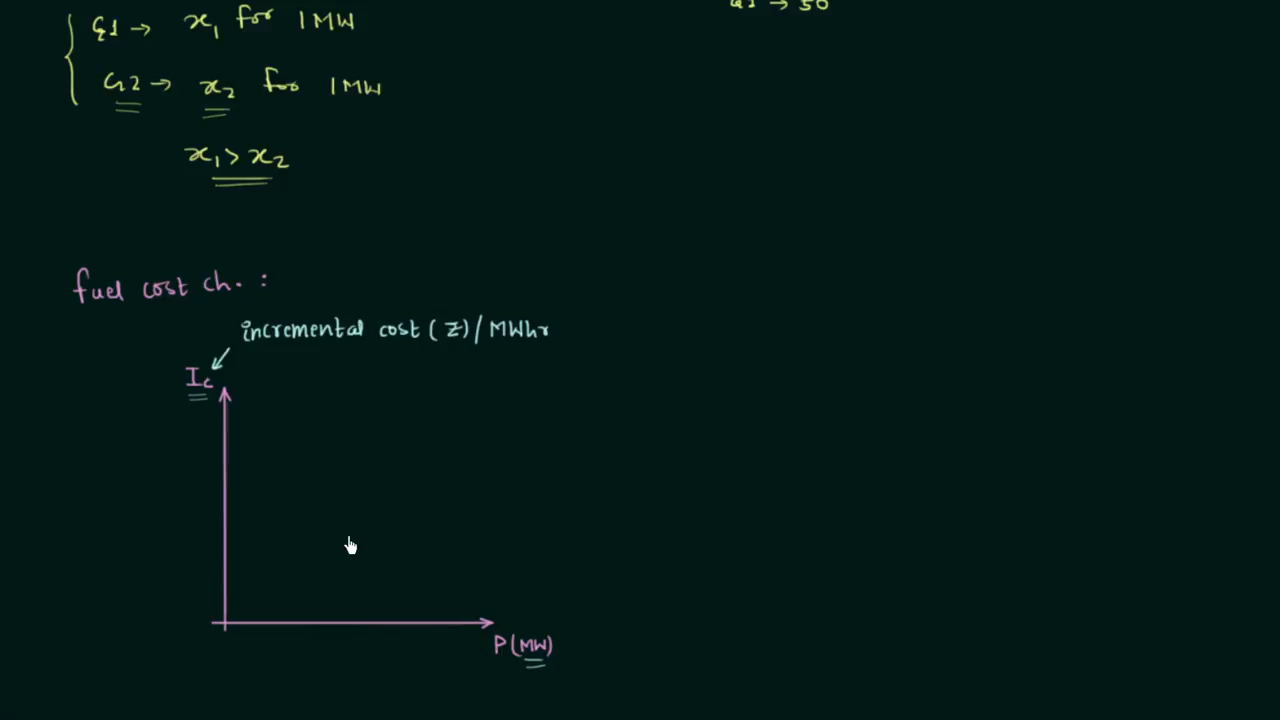 G1 → x₁ for 1MW
G2 → x₂ for 1MW
x₁ > x₂
fuel cost ch. :
incremental cost (Z)/MWhr
Ic
P(MW)